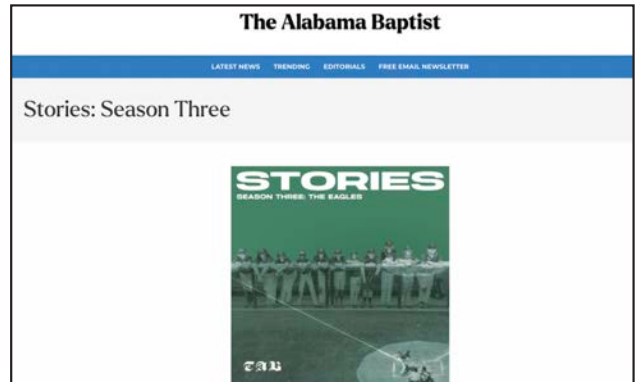 The Alabama Baptist
LATEST NEWS TRENDING EDITORIALS FREE EMAIL NEWSLETTER
Stories: Season Three
STORIES
SEASON THREE: THE EAGLES
TAB